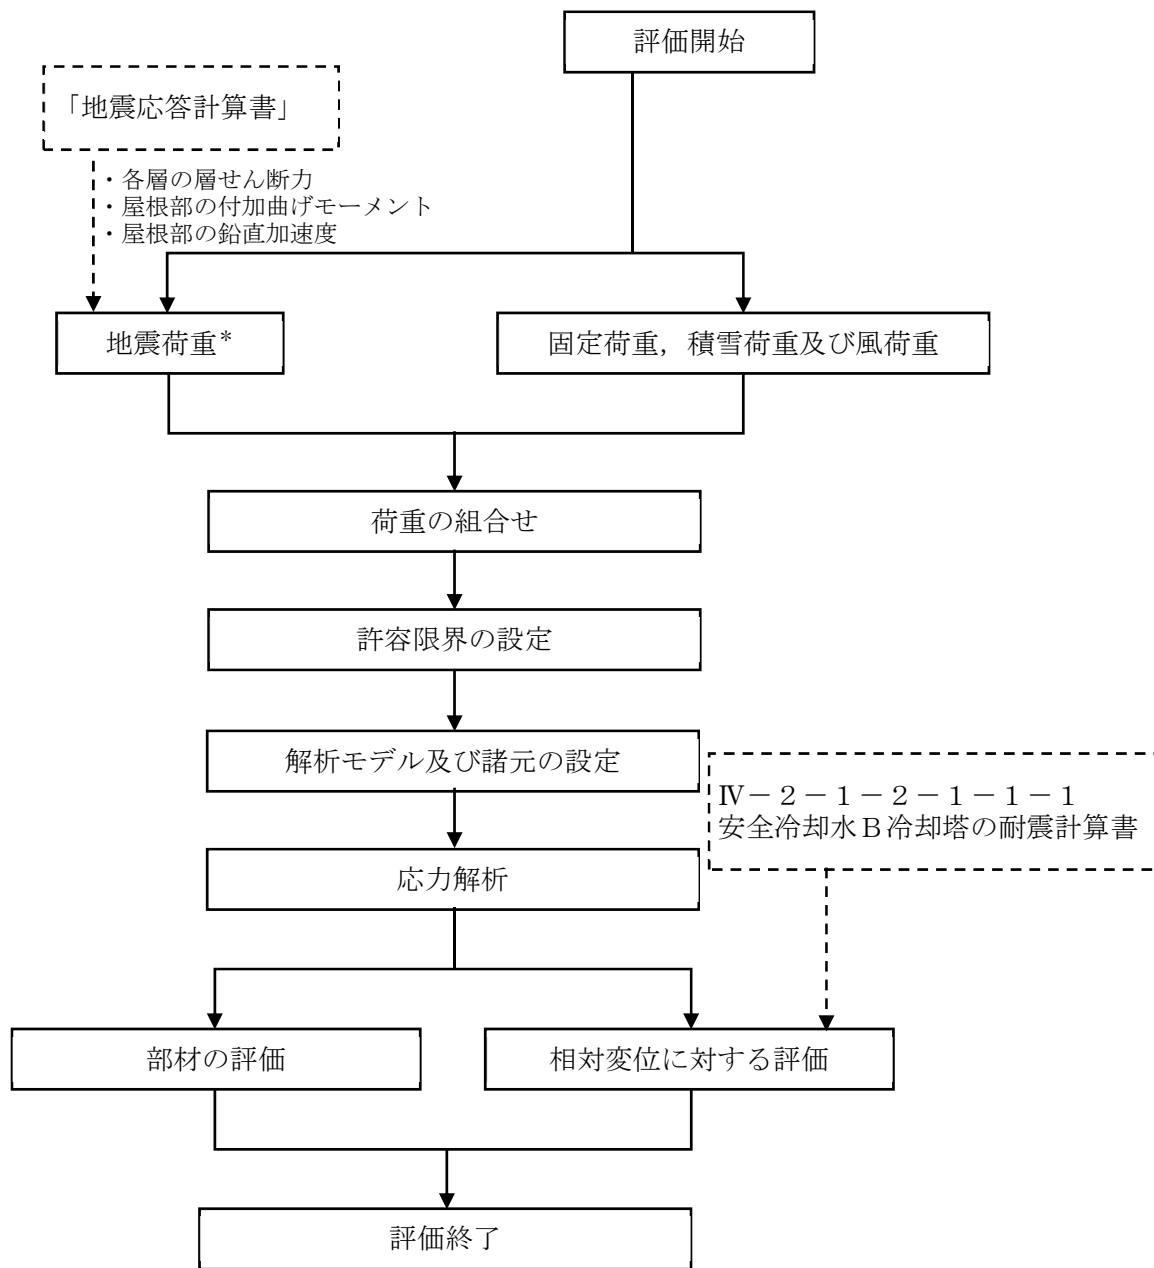 評価開始
「地震応答計算書」
・各層の層せん断力
・屋根部の付加曲げモーメント
・屋根部の鉛直加速度
地震荷重*
固定荷重，積雪荷重及び風荷重
荷重の組合せ
許容限界の設定
解析モデル及び諸元の設定
Ⅳ－２－１－２－１－１－１
安全冷却水Ｂ冷却塔の耐震計算書
応力解析
部材の評価
相対変位に対する評価
評価終了